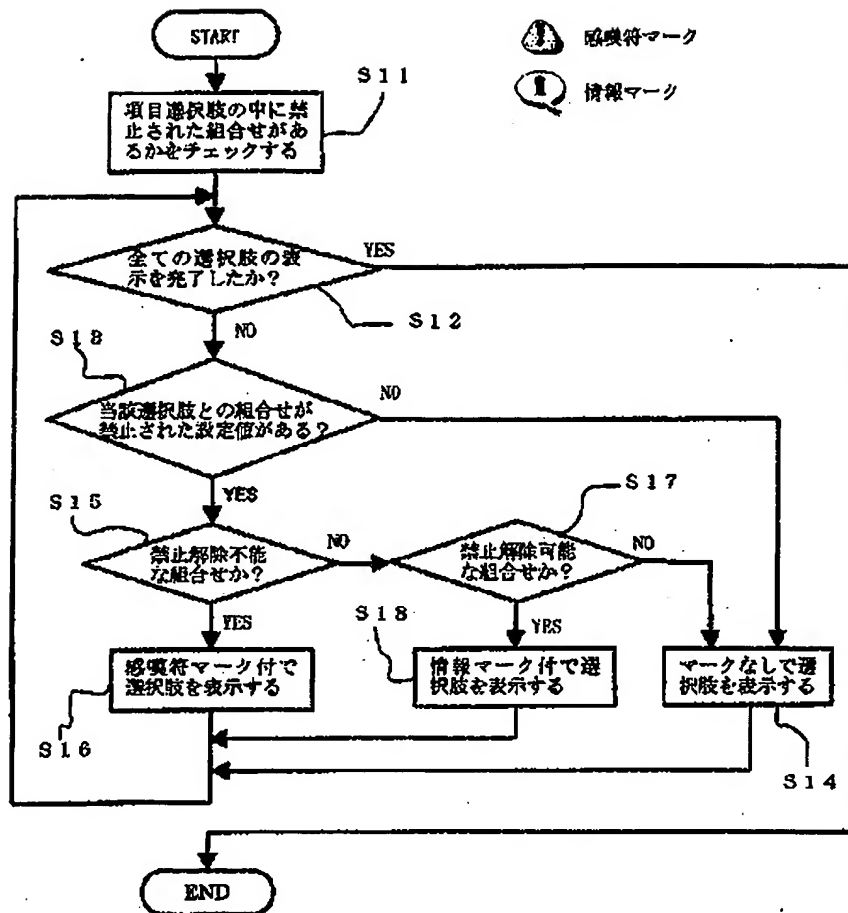 START
感嘆符マーク
情報マーク
S11
項目選択肢の中に禁
止された組合せがあ
るかをチェックする
全ての選択肢の表
示を完了したか?
YES
S12
NO
S13
当該選択肢との組合せが
禁止された設定値がある?
NO
YES
S15
禁止解除不能
な組合せか?
NO
S17
禁止解除可能
な組合せか?
NO
YES
YES
S18
感嘆符マーク付で
選択肢を表示する
情報マーク付で選
択肢を表示する
マークなしで選
択肢を表示する
S16
S14
END